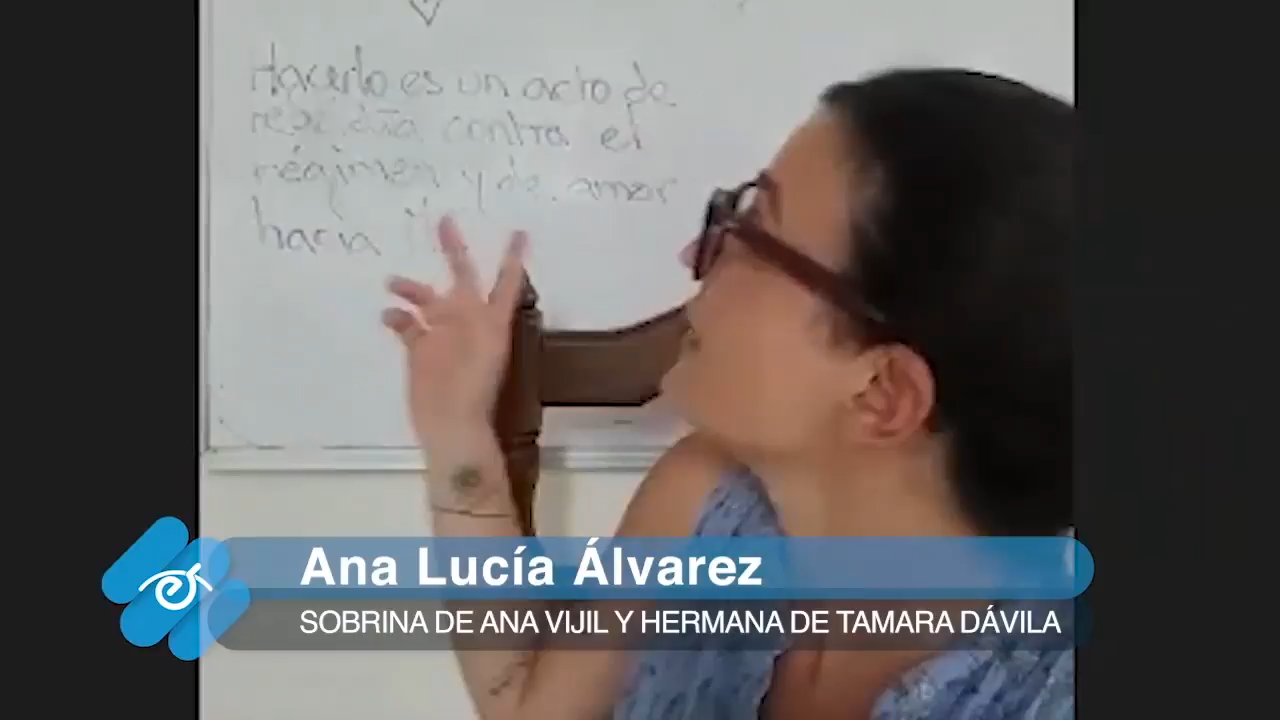 Hacerlo es un acto de
contra el
régimen y de amor
hacia
Ana Lucía Álvarez
SOBRINA DE ANA VIJIL Y HERMANA DE TAMARA DÁVILA